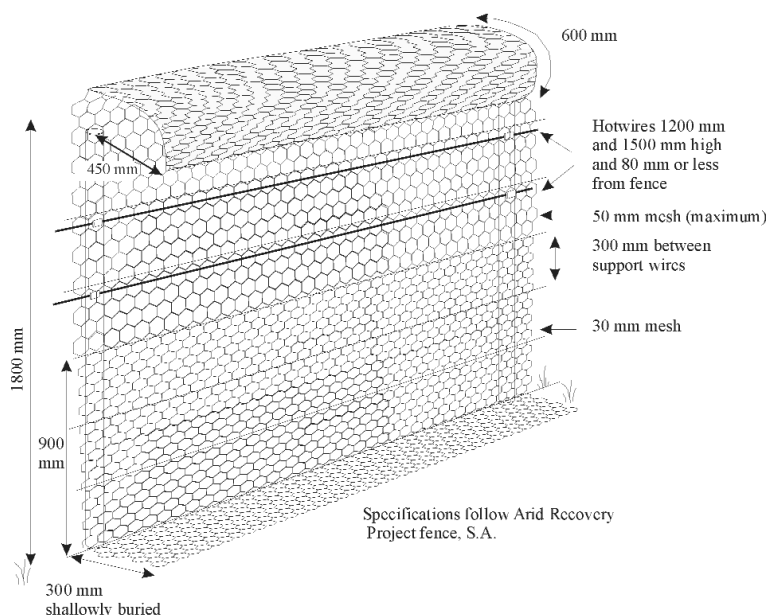 600 mm
Hotwires 1200 mm
and 1500 mm high
and 80 mm or less
from fence
450 mm
50 mm mesh (maximum)
300 mm between
support wires
1800 mm
30 mm mesh
900
mm
Specifications follow Arid Recovery
Project fence, S.A.
300 mm
shallowly buried